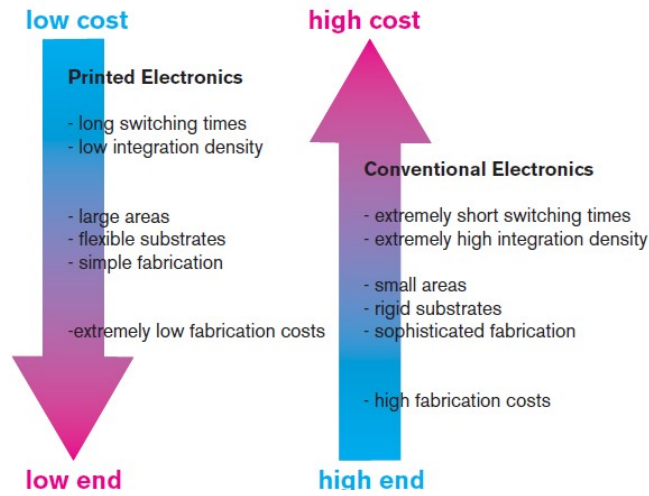 low cost
Printed Electronics
- long switching times
- low integration density
- large areas
- flexible substrates
- simple fabrication
-extremely low fabrication costs
low end
high cost
Conventional Electronics
- extremely short switching times
- extremely high integration density
- small areas
- rigid substrates
- sophisticated fabrication
- high fabrication costs
high end